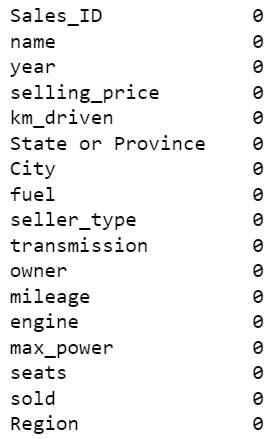 Sales_ID 0
name 0
year 0
selling_price 0
km_driven 0
State or Province 0
City 0
fuel 0
seller_type 0
transmission 0
owner 0
mileage 0
engine 0
max_power 0
seats 0
sold 0
Region 0